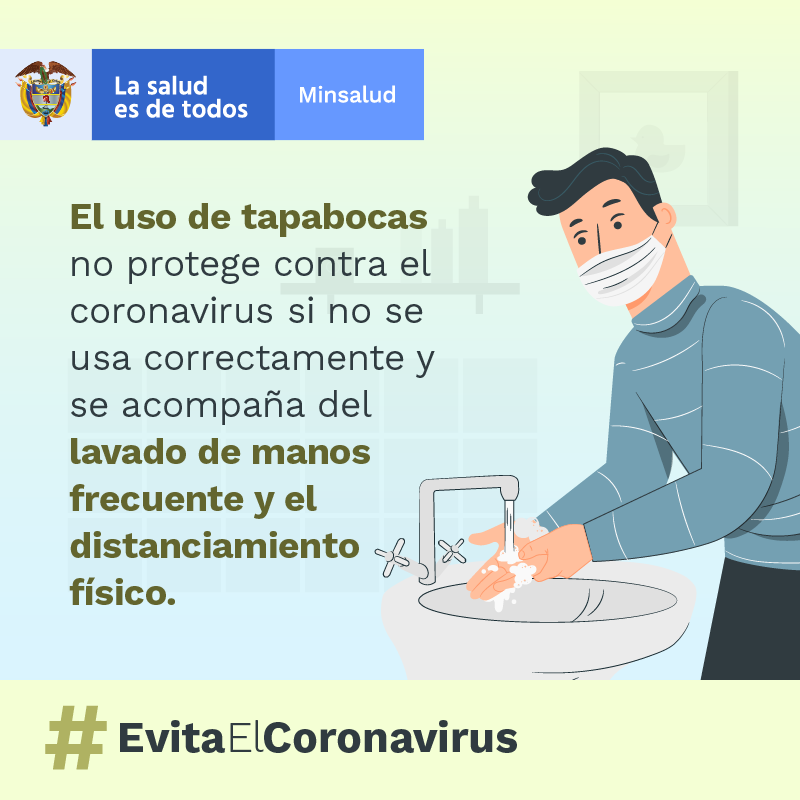 La salud
es de todos
Minsalud
El uso de tapabocas
no protege contra el
coronavirus si no se
usa correctamente y
se acompaña del
lavado de manos
frecuente y el
distanciamiento
físico.
#EvitaElCoronavirus